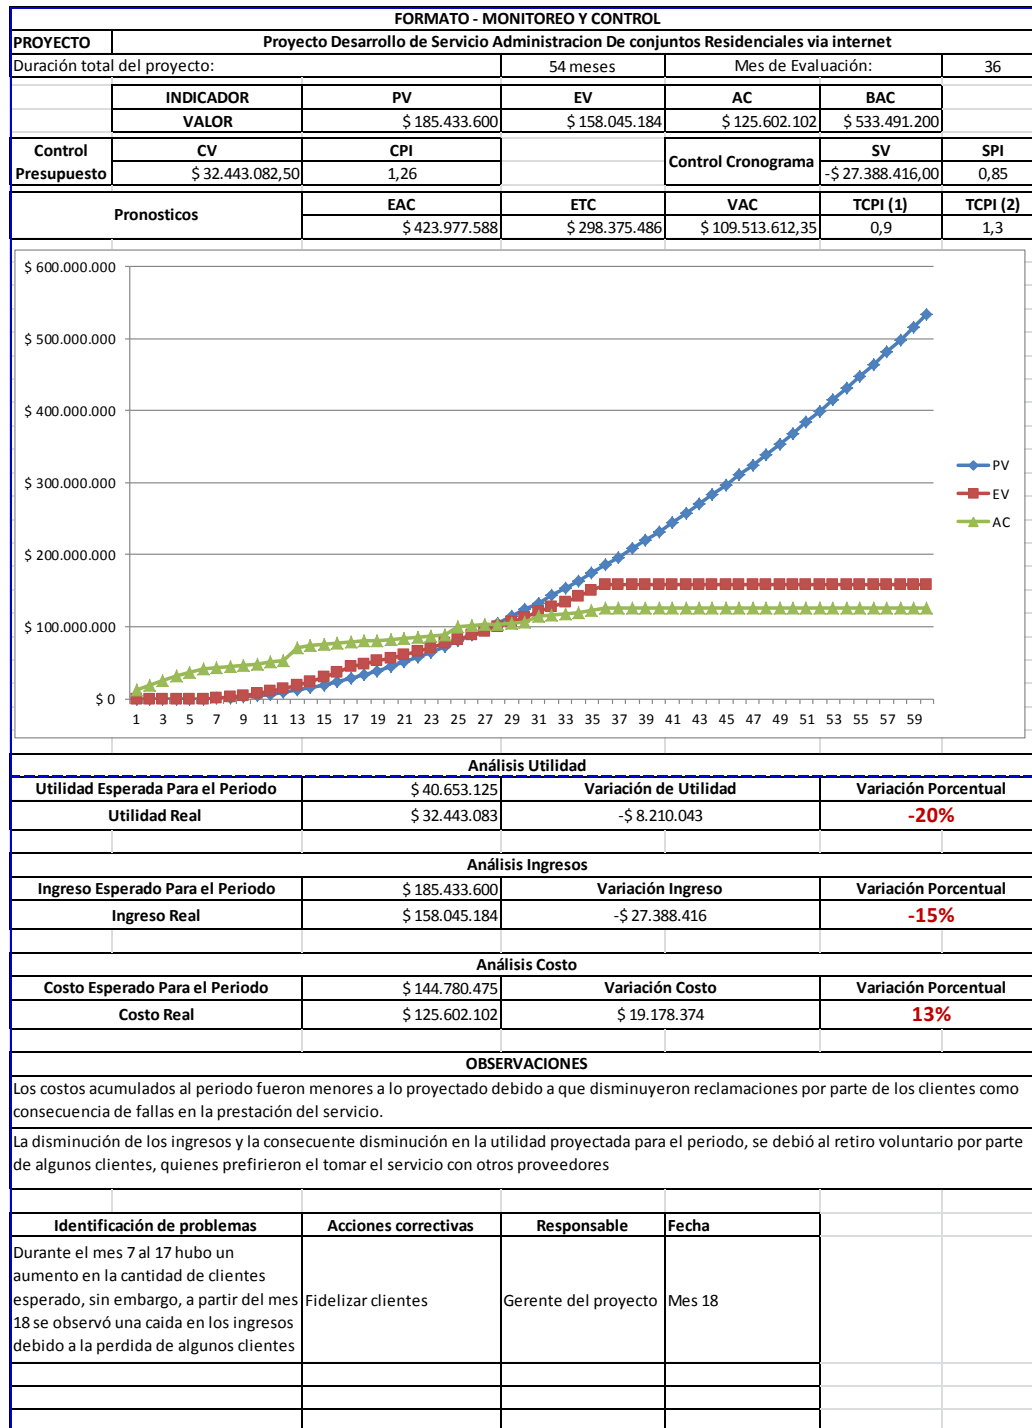 FORMATO - MONITOREO Y CONTROL
PROYECTO Proyecto Desarrollo de Servicio Administracion De conjuntos Residenciales via internet
Duración total del proyecto: 54 meses Mes de Evaluación: 36
INDICADOR PV EV AC BAC
VALOR $ 185.433.600 $ 158.045.184 $ 125.602.102 $ 533.491.200
Control Presupuesto CV CPI Control Cronograma SV SPI
$ 32.443.082,50 1,26 -$ 27.388.416,00 0,85
Pronosticos EAC ETC VAC TCPI (1) TCPI (2)
$ 423.977.588 $ 298.375.486 $ 109.513.612,35 0,9 1,3
$ 600.000.000
$ 500.000.000
$ 400.000.000
$ 300.000.000
$ 200.000.000
$ 100.000.000
$ 0
1 3 5 7 9 11 13 15 17 19 21 23 25 27 29 31 33 35 37 39 41 43 45 47 49 51 53 55 57 59
PV
EV
AC
Análisis Utilidad
Utilidad Esperada Para el Periodo $ 40.653.125 Variación de Utilidad Variación Porcentual
Utilidad Real $ 32.443.083 -$ 8.210.043 -20%
Análisis Ingresos
Ingreso Esperado Para el Periodo $ 185.433.600 Variación Ingreso Variación Porcentual
Ingreso Real $ 158.045.184 -$ 27.388.416 -15%
Análisis Costo
Costo Esperado Para el Periodo $ 144.780.475 Variación Costo Variación Porcentual
Costo Real $ 125.602.102 $ 19.178.374 13%
OBSERVACIONES
Los costos acumulados al periodo fueron menores a lo proyectado debido a que disminuyeron reclamaciones por parte de los clientes como
consecuencia de fallas en la prestación del servicio.
La disminución de los ingresos y la consecuente disminución en la utilidad proyectada para el periodo, se debió al retiro voluntario por parte
de algunos clientes, quienes prefirieron el tomar el servicio con otros proveedores
Identificación de problemas Acciones correctivas Responsable Fecha
Durante el mes 7 al 17 hubo un
aumento en la cantidad de clientes
esperado, sin embargo, a partir del mes
18 se observó una caida en los ingresos
debido a la perdida de algunos clientes
Fidelizar clientes
Gerente del proyecto
Mes 18